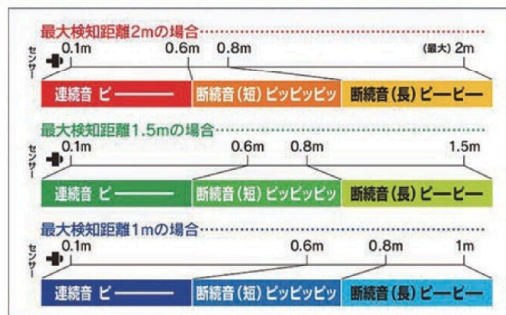 最大検知距離2mの場合
センサー
0.1m 0.6m 0.8m (最大) 2m
連続音 ピ── 断続音(短)ピッピッピッ 断続音(長)ピーピー
最大検知距離1.5mの場合
センサー
0.1m 0.6m 0.8m 1.5m
連続音 ピ── 断続音(短)ピッピッピッ 断続音(長)ピーピー
最大検知距離1mの場合
センサー
0.1m 0.6m 0.8m 1m
連続音 ピ── 断続音(短)ピッピッピッ 断続音(長)ピーピー